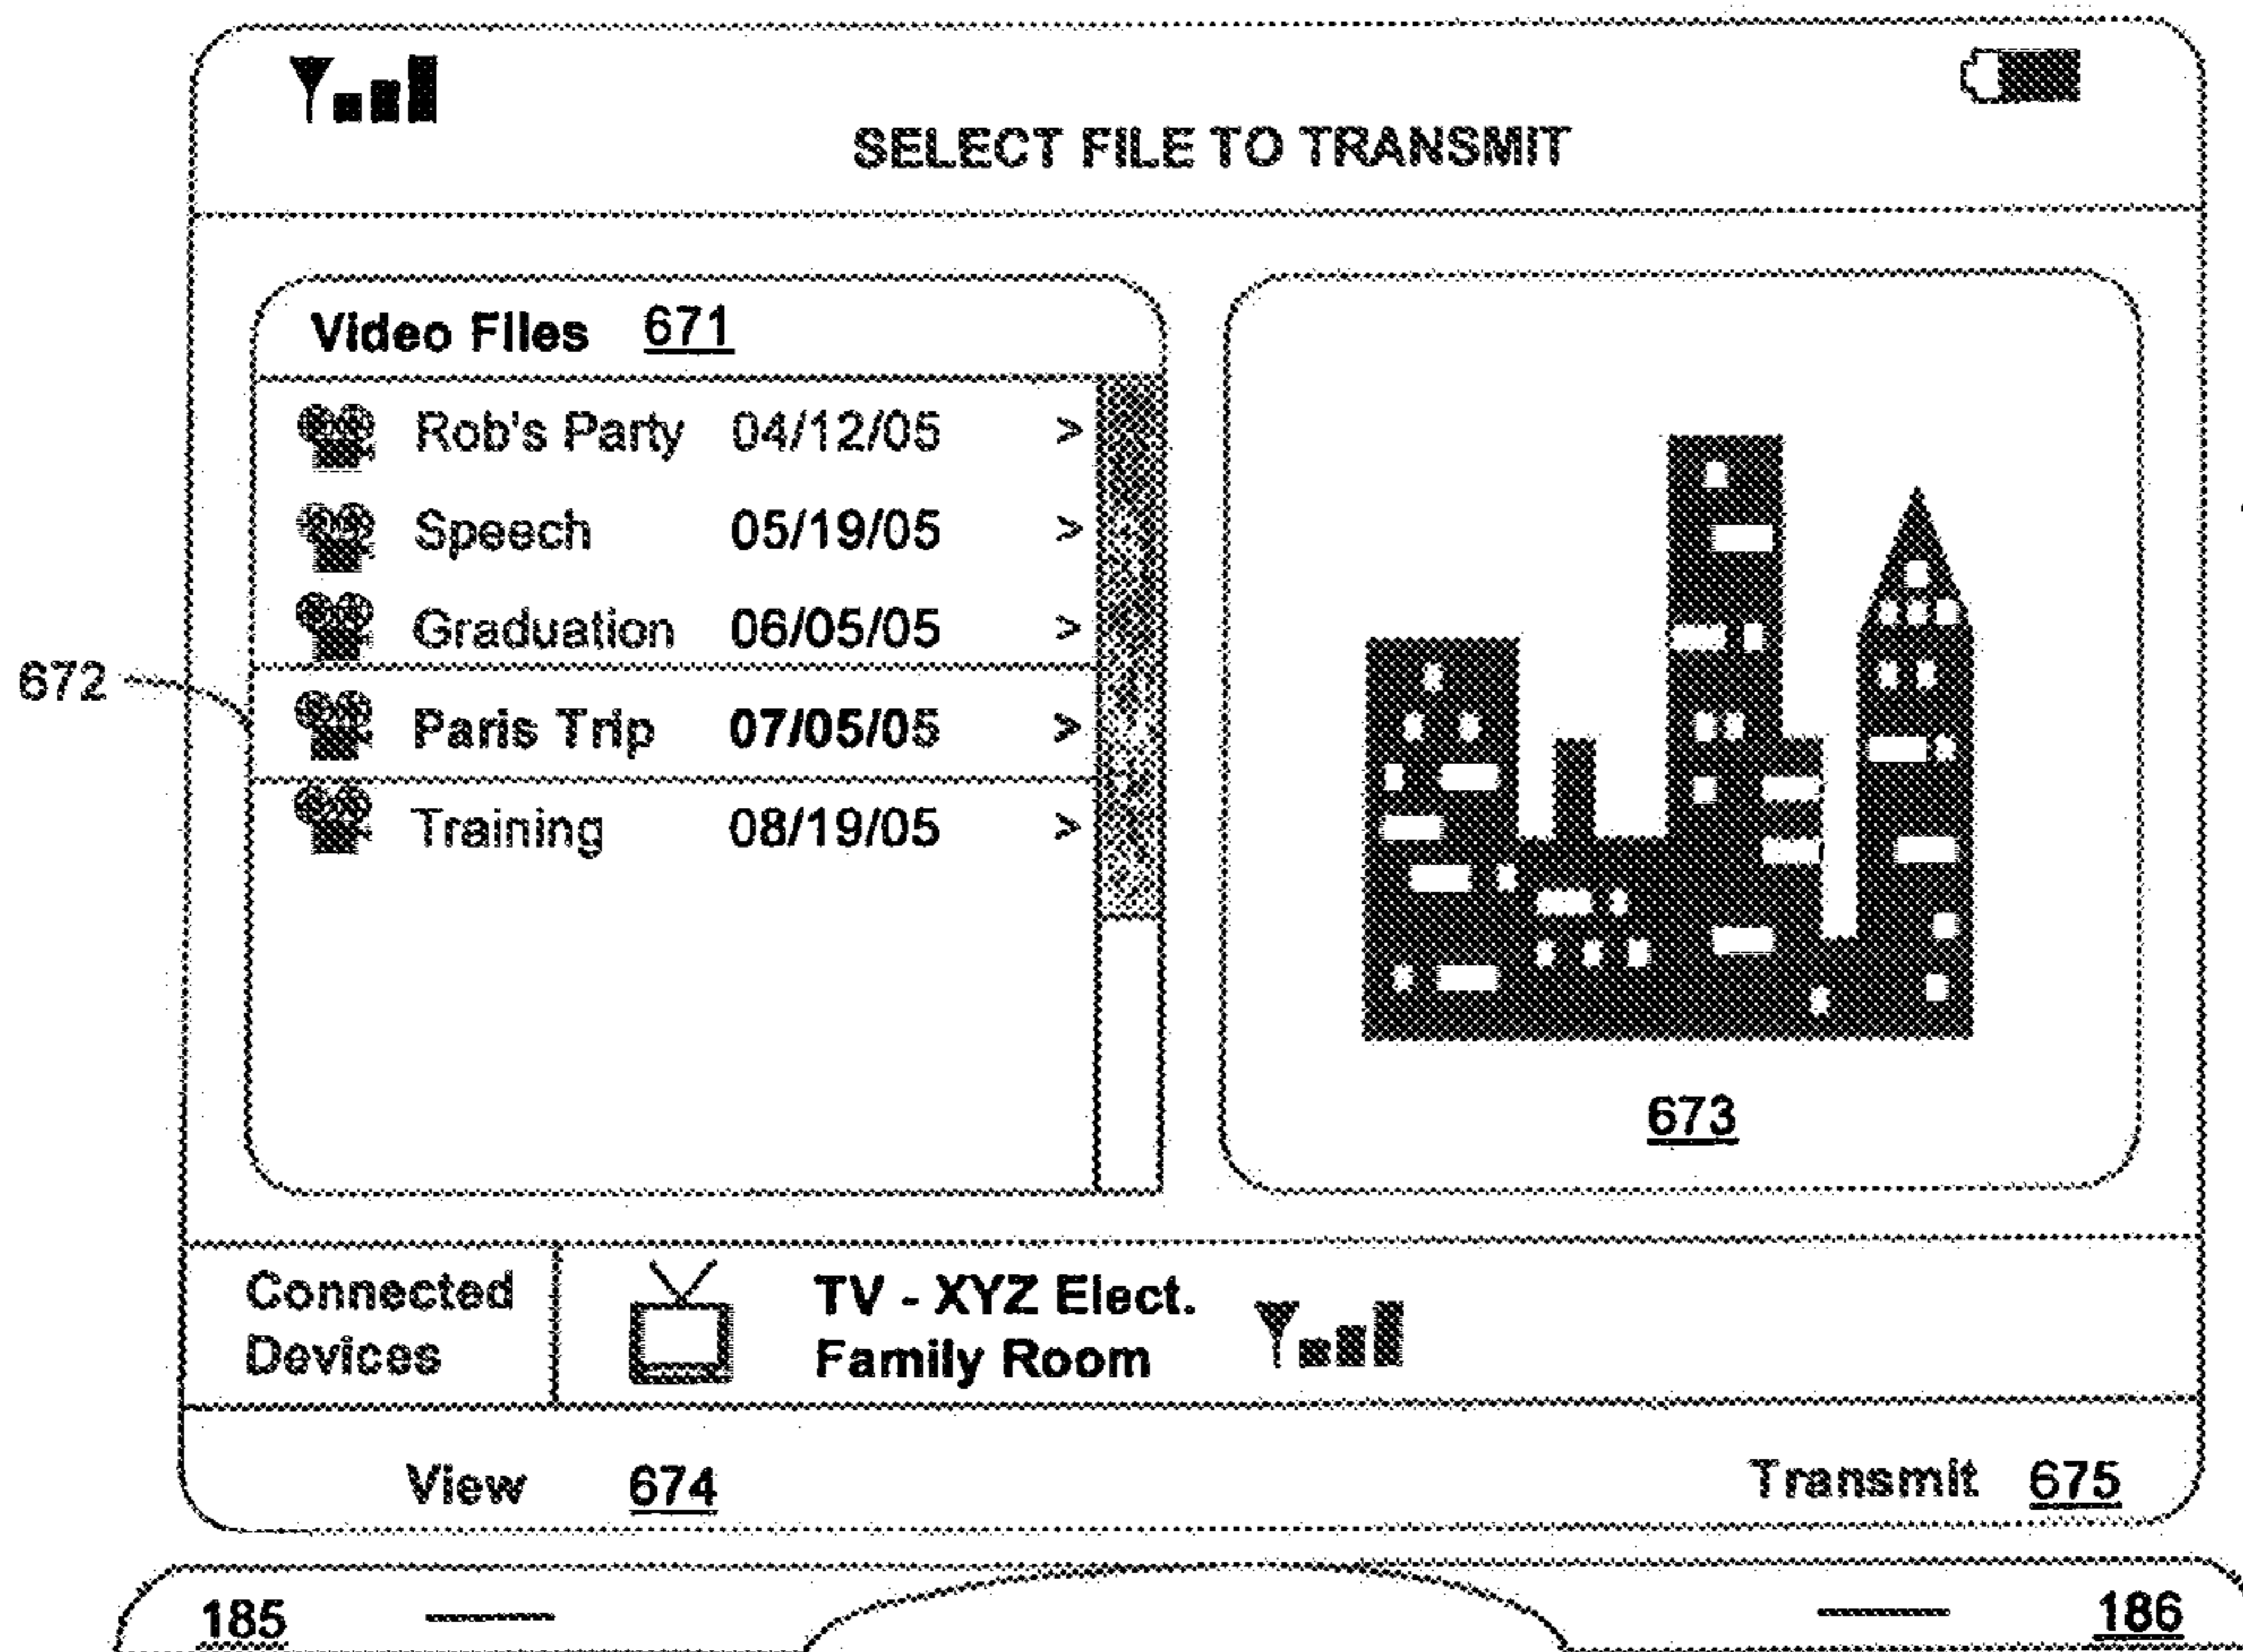 SELECT FILE TO TRANSMIT
Video Files 671
Rob's Party 04/12/05 >
Speech 05/19/05 >
Graduation 06/05/05 >
672
Paris Trip 07/05/05 >
Training 08/19/05 >
673
Connected Devices
TV - XYZ Elect.
Family Room
View 674
Transmit 675
185
186